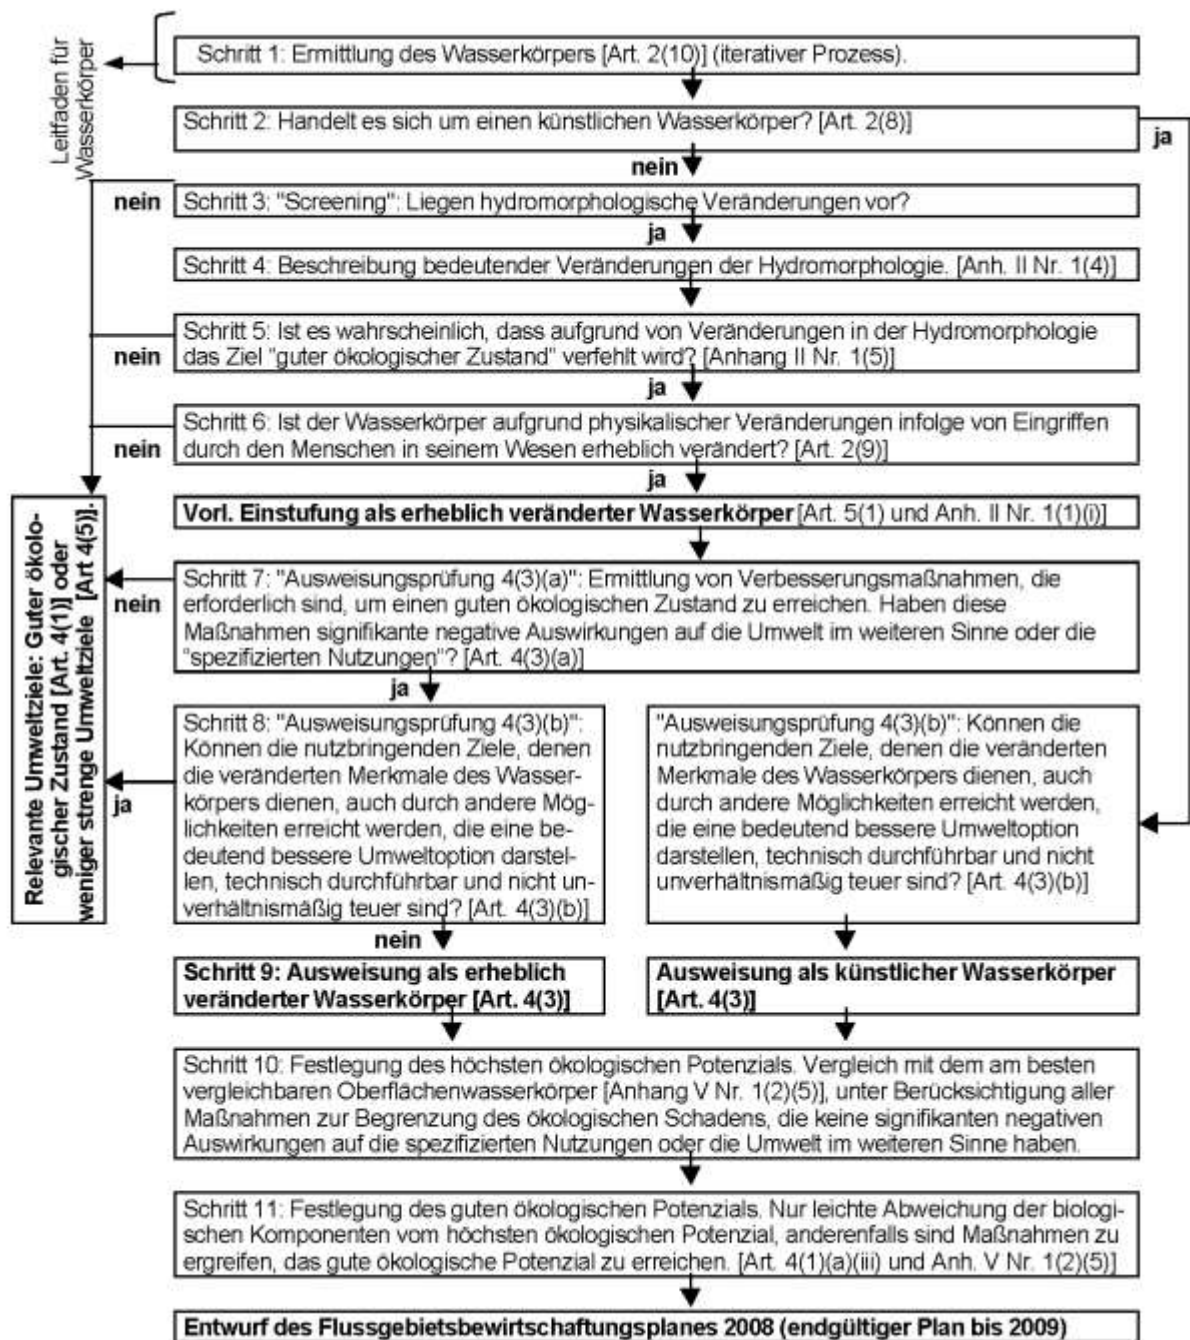 Leitfaden für
Wasserkörper
Schritt 1: Ermittlung des Wasserkörpers [Art. 2(10)] (iterativer Prozess).
Schritt 2: Handelt es sich um einen künstlichen Wasserkörper? [Art. 2(8)]
ja
nein
nein
Schritt 3: "Screening": Liegen hydromorphologische Veränderungen vor?
ja
Schritt 4: Beschreibung bedeutender Veränderungen der Hydromorphologie. [Anh. II Nr. 1(4)]
Schritt 5: Ist es wahrscheinlich, dass aufgrund von Veränderungen in der Hydromorphologie
das Ziel "guter ökologischer Zustand" verfehlt wird? [Anhang II Nr. 1(5)]
nein
ja
Schritt 6: Ist der Wasserkörper aufgrund physikalischer Veränderungen infolge von Eingriffen
durch den Menschen in seinem Wesen erheblich verändert? [Art. 2(9)]
nein
ja
Vorl. Einstufung als erheblich veränderter Wasserkörper [Art. 5(1) und Anh. II Nr. 1(1)(i)]
Relevante Umweltziele: Guter ökolo-
gischer Zustand [Art. 4(1)] oder
weniger strenge Umweltziele [Art 4(5)].
Schritt 7: "Ausweisungsprüfung 4(3)(a)": Ermittlung von Verbesserungsmaßnahmen, die
erforderlich sind, um einen guten ökologischen Zustand zu erreichen. Haben diese
Maßnahmen signifikante negative Auswirkungen auf die Umwelt im weiteren Sinne oder die
"spezifizierten Nutzungen"? [Art. 4(3)(a)]
nein
ja
Schritt 8: "Ausweisungsprüfung 4(3)(b)":
Können die nutzbringenden Ziele, denen
die veränderten Merkmale des Wasser-
körpers dienen, auch durch andere Mög-
lichkeiten erreicht werden, die eine be-
deutend bessere Umweltoption darstel-
len, technisch durchführbar und nicht un-
verhältnismäßig teuer sind? [Art. 4(3)(b)]
ja
nein
"Ausweisungsprüfung 4(3)(b)": Können die
nutzbringenden Ziele, denen die veränderten
Merkmale des Wasserkörpers dienen, auch
durch andere Möglichkeiten erreicht werden,
die eine bedeutend bessere Umweltoption
darstellen, technisch durchführbar und nicht
unverhältnismäßig teuer sind? [Art. 4(3)(b)]
Schritt 9: Ausweisung als erheblich
veränderter Wasserkörper [Art. 4(3)]
Ausweisung als künstlicher Wasserkörper
[Art. 4(3)]
Schritt 10: Festlegung des höchsten ökologischen Potenzials. Vergleich mit dem am besten
vergleichbaren Oberflächenwasserkörper [Anhang V Nr. 1(2)(5)], unter Berücksichtigung aller
Maßnahmen zur Begrenzung des ökologischen Schadens, die keine signifikanten negativen
Auswirkungen auf die spezifizierten Nutzungen oder die Umwelt im weiteren Sinne haben.
Schritt 11: Festlegung des guten ökologischen Potenzials. Nur leichte Abweichung der biologi-
schen Komponenten vom höchsten ökologischen Potenzial, anderenfalls sind Maßnahmen zu
ergreifen, das gute ökologische Potenzial zu erreichen. [Art. 4(1)(a)(iii) und Anh. V Nr. 1(2)(5)]
Entwurf des Flussgebietsbewirtschaftungsplanes 2008 (endgültiger Plan bis 2009)